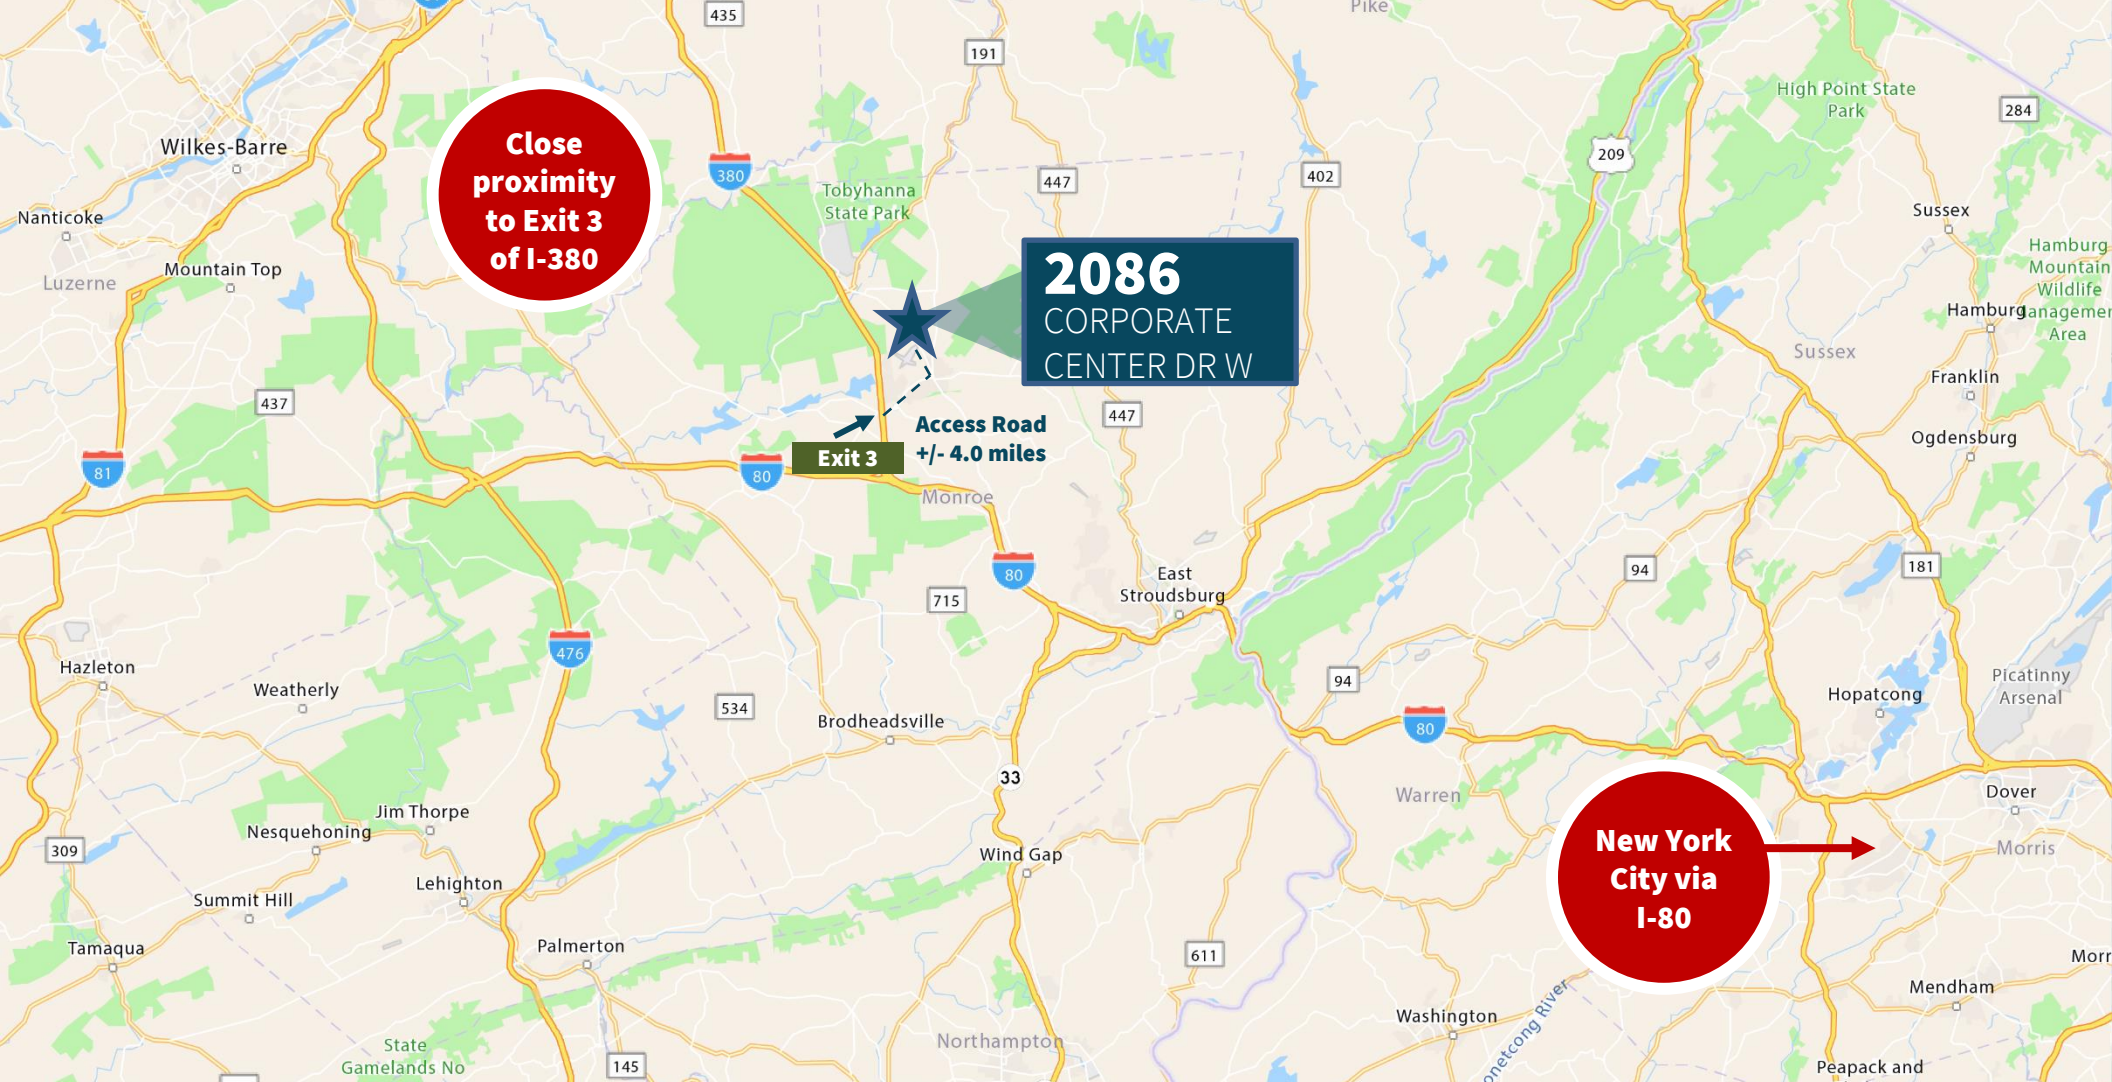 435
Pike
191
High Point State
Park
284
Close
proximity
to Exit 3
of I-380
Wilkes-Barre
209
380
447
402
Tobyhanna
State Park
Nanticoke
Sussex
Mountain Top
Luzerne
2086
CORPORATE
CENTER DR W
Hamburg
Mountain
Wildlife
Hamburg
Area
Sussex
Franklin
437
447
Access Road
+/- 4.0 miles
Exit 3
Ogdensburg
81
80
Monroe
80
East
Stroudsburg
94
181
715
476
Hazleton
Weatherly
94
Hopatcong
Picatinny
Arsenal
534
Brodheadsville
80
33
Warren
Dover
Jim Thorpe
Nesquehoning
309
Wind Gap
New York
City via
I-80
Morris
Lehighton
Summit Hill
Tamaqua
Palmerton
611
Morr
Mendham
Washington
State
Gamelands No
145
Northampton
onetcong River
Peapack and